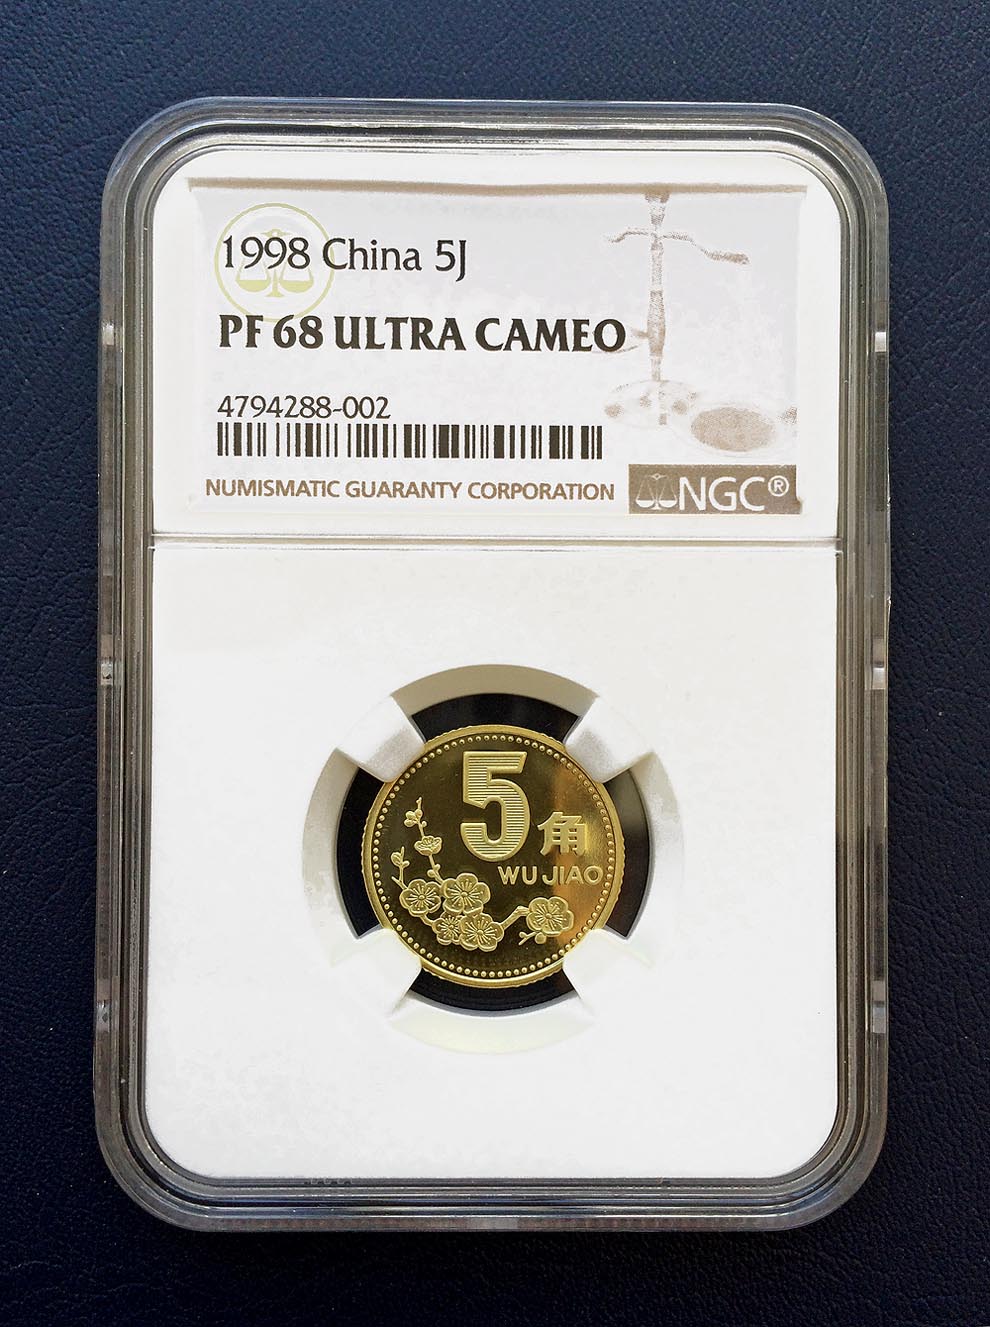 1998 China 5J
PF 68 ULTRA CAMEO
4794288-002
NUMISMATIC GUARANTY CORPORATION
NGC®
5角
WU JIAO